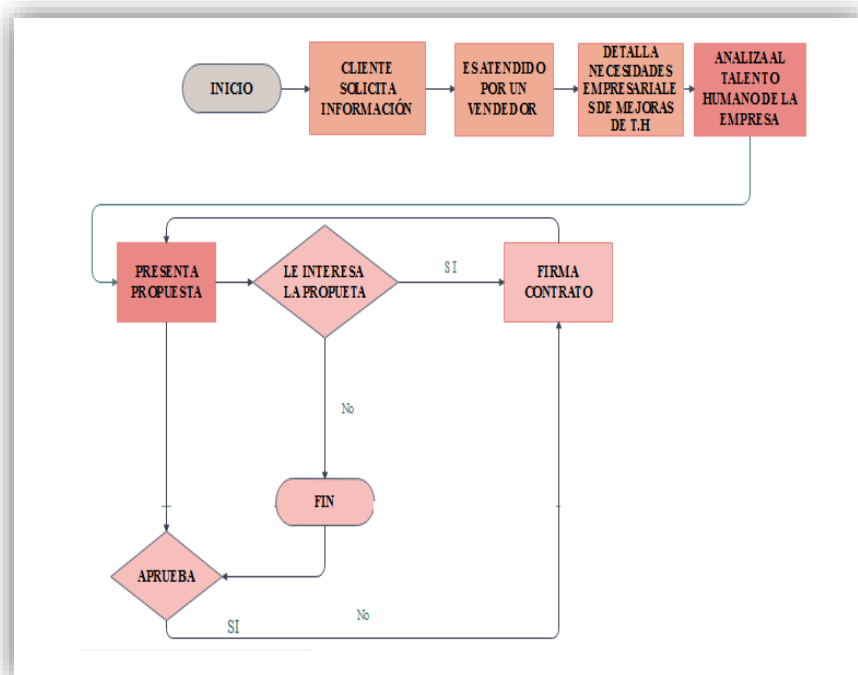 INICIO
CLIENTE
SOLICITA
INFORMACIÓN
ES ATENDIDO
POR UN
VENDEDOR
DETALLA
NECESIDADES
EMPRESARIALE
S DE MEJORAS
DE T.H
ANALIZA AL
TALENTO
HUMANO DE LA
EMPRESA
PRESENTA
PROPUESTA
LE INTERESA
LA PROPUETA
SI
FIRMA
CONTRATO
No
FIN
APRUEBA
SI
No